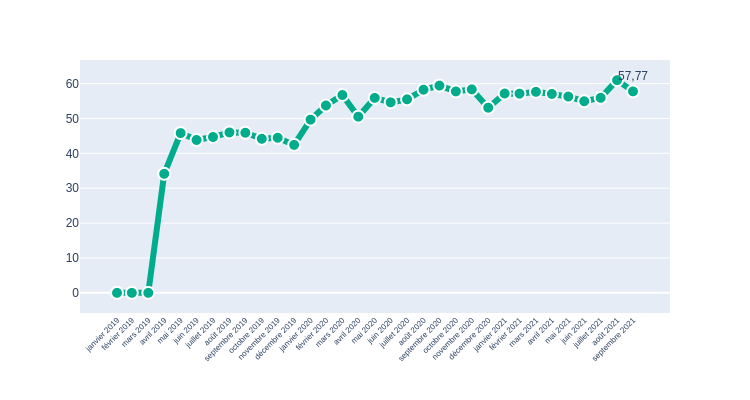 57,77
60
50
40
30
20
10
0
janvier 2019
février 2019
mars 2019
avril 2019
mai 2019
juin 2019
juillet 2019
août 2019
septembre 2019
octobre 2019
novembre 2019
décembre 2019
janvier 2020
février 2020
mars 2020
avril 2020
mai 2020
juin 2020
juillet 2020
août 2020
septembre 2020
octobre 2020
novembre 2020
décembre 2020
janvier 2021
février 2021
mars 2021
avril 2021
mai 2021
juin 2021
juillet 2021
août 2021
septembre 2021